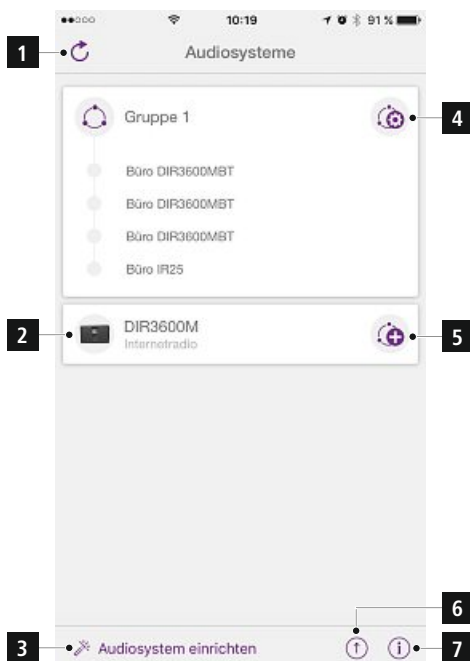 10:19 91 %
1 Audiosysteme
Gruppe 1 4
Büro DIR3600MBT
Büro DIR3600MBT
Büro DIR3600MBT
Büro IR25
2 DIR3600M 5
Internetradio
6
3 Audiosystem einrichten i 7